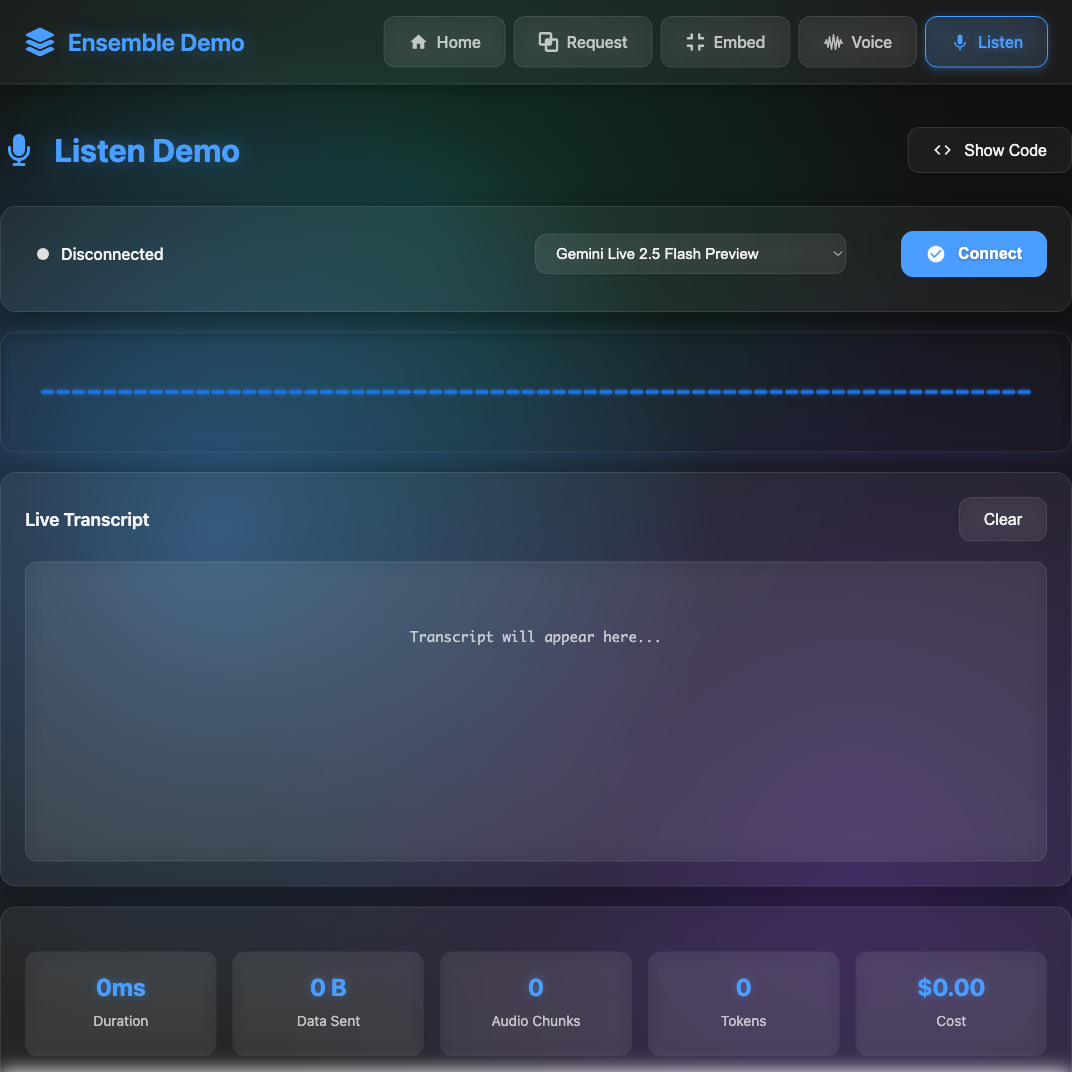 Ensemble Demo
Home
Request
Embed
Voice
Listen
Listen Demo
Show Code
Disconnected
Gemini Live 2.5 Flash Preview
Connect
Live Transcript
Clear
Transcript will appear here...
0ms
Duration
0 B
Data Sent
0
Audio Chunks
0
Tokens
$0.00
Cost